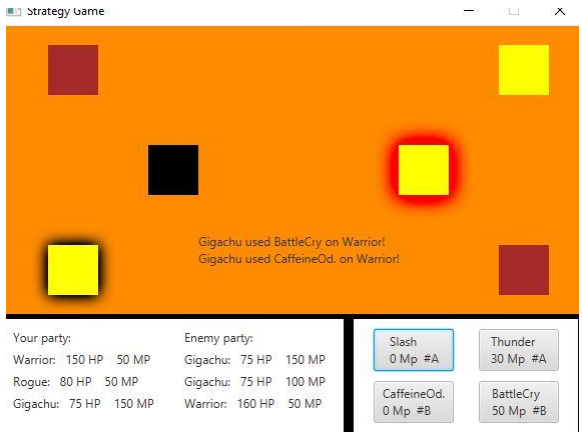 Strategy Game
Gigachu used BattleCry on Warrior!
Gigachu used CaffeineOd. on Warrior!
Your party:
Warrior: 150 HP 50 MP
Rogue: 80 HP 50 MP
Gigachu: 75 HP 150 MP
Enemy party:
Gigachu: 75 HP 150 MP
Gigachu: 75 HP 100 MP
Warrior: 160 HP 50 MP
Slash
0 Mp #A
Thunder
30 Mp #A
CaffeineOd.
0 Mp #B
BattleCry
50 Mp #B